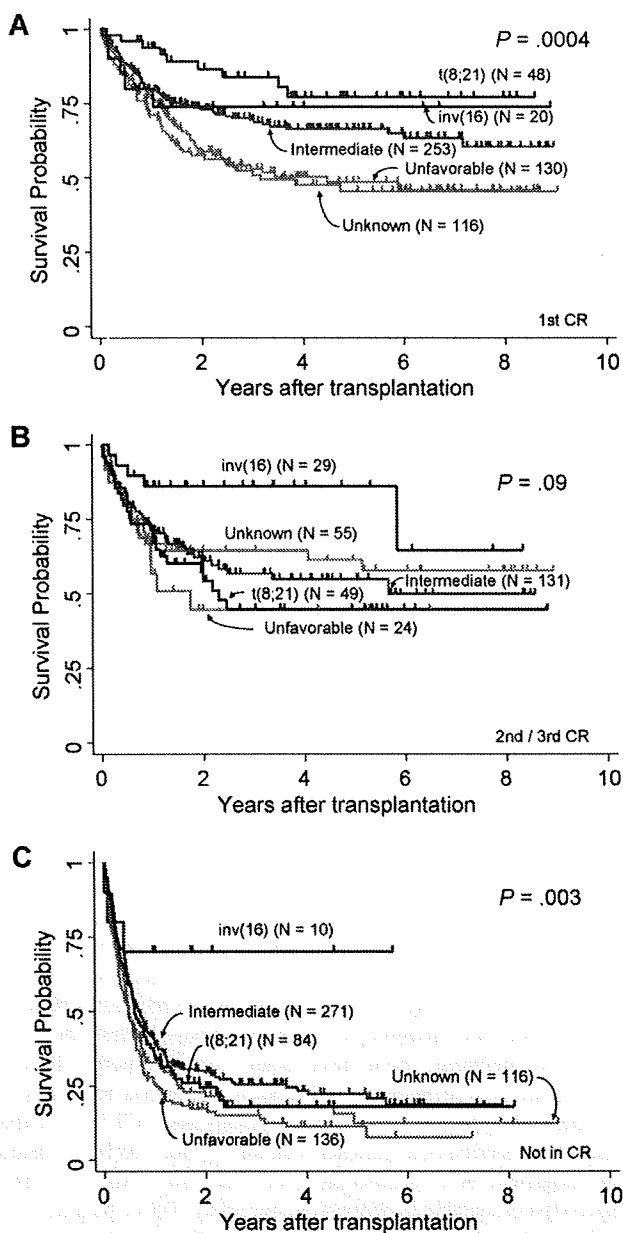 A
P = .0004
t(8;21) (N = 48)
inv(16) (N = 20)
Intermediate (N = 253)
Unfavorable (N = 130)
Unknown (N = 116)
1st CR
Survival Probability
1
.75
.5
.25
0
0 2 4 6 8 10
Years after transplantation
B
P = .09
inv(16) (N = 29)
Unknown (N = 55)
Intermediate (N = 131)
t(8;21) (N = 49)
Unfavorable (N = 24)
2nd / 3rd CR
Survival Probability
1
.75
.5
.25
0
0 2 4 6 8 10
Years after transplantation
C
P = .003
inv(16) (N = 10)
Intermediate (N = 271)
t(8;21) (N = 84)
Unknown (N = 116)
Unfavorable (N = 136)
Not in CR
Survival Probability
1
.75
.5
.25
0
0 2 4 6 8 10
Years after transplantation